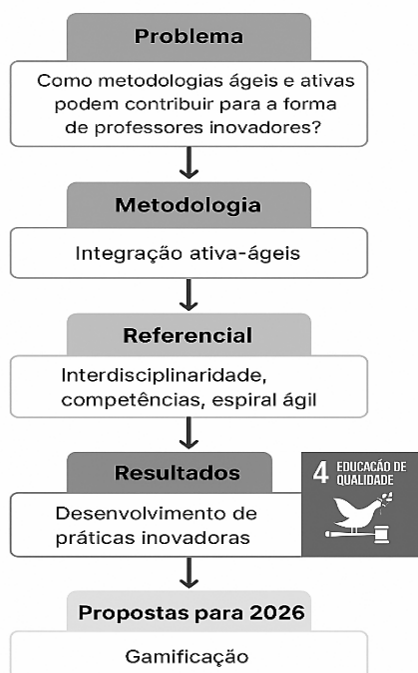 Problema
Como metodologias ágeis e ativas
podem contribuir para a forma
de professores inovadores?
Metodologia
Integração ativa-ágeis
Referencial
Interdisciplinaridade,
competências, espiral ágil
Resultados
4 EDUCAÇÃO DE
QUALIDADE
Desenvolvimento de
práticas inovadoras
Propostas para 2026
Gamificação